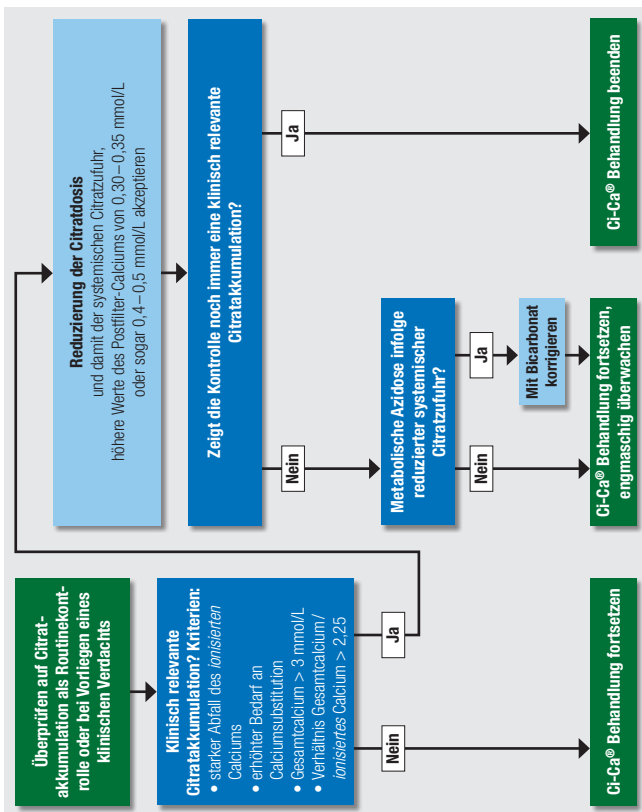 Überprüfen auf Citrat-
akkumulation als Routinekont-
rolle oder bei Vorliegen eines
klinischen Verdachts
Klinisch relevante
Citratakkumulation? Kriterien:
• starker Abfall des ionisierten
Calciums
• erhöhter Bedarf an
Calciumsubstitution
• Gesamtcalcium > 3 mmol/L
• Verhältnis Gesamtcalcium/
ionisiertes Calcium > 2,25
Nein
Ja
Ci-Ca® Behandlung fortsetzen
Reduzierung der Citratdosis
und damit der systemischen Citratzufuhr,
höhere Werte des Postfilter-Calciums von 0,30–0,35 mmol/L
oder sogar 0,4–0,5 mmol/L akzeptieren
Zeigt die Kontrolle noch immer eine klinisch relevante
Citratakkumulation?
Nein
Ja
Metabolische Azidose infolge
reduzierter systemischer
Citratzufuhr?
Nein
Ja
Mit Bicarbonat
korrigieren
Ci-Ca® Behandlung fortsetzen,
engmaschig überwachen
Ci-Ca® Behandlung beenden